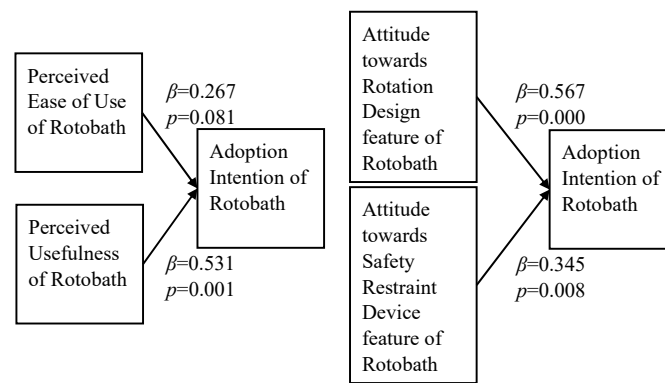 Perceived
Ease of Use
of Rotobath
β=0.267
p=0.081
Adoption
Intention of
Rotobath
Perceived
Usefulness
of Rotobath
β=0.531
p=0.001
Attitude
towards
Rotation
Design
feature of
Rotobath
β=0.567
p=0.000
Adoption
Intention of
Rotobath
Attitude
towards
Safety
Restraint
Device
feature of
Rotobath
β=0.345
p=0.008